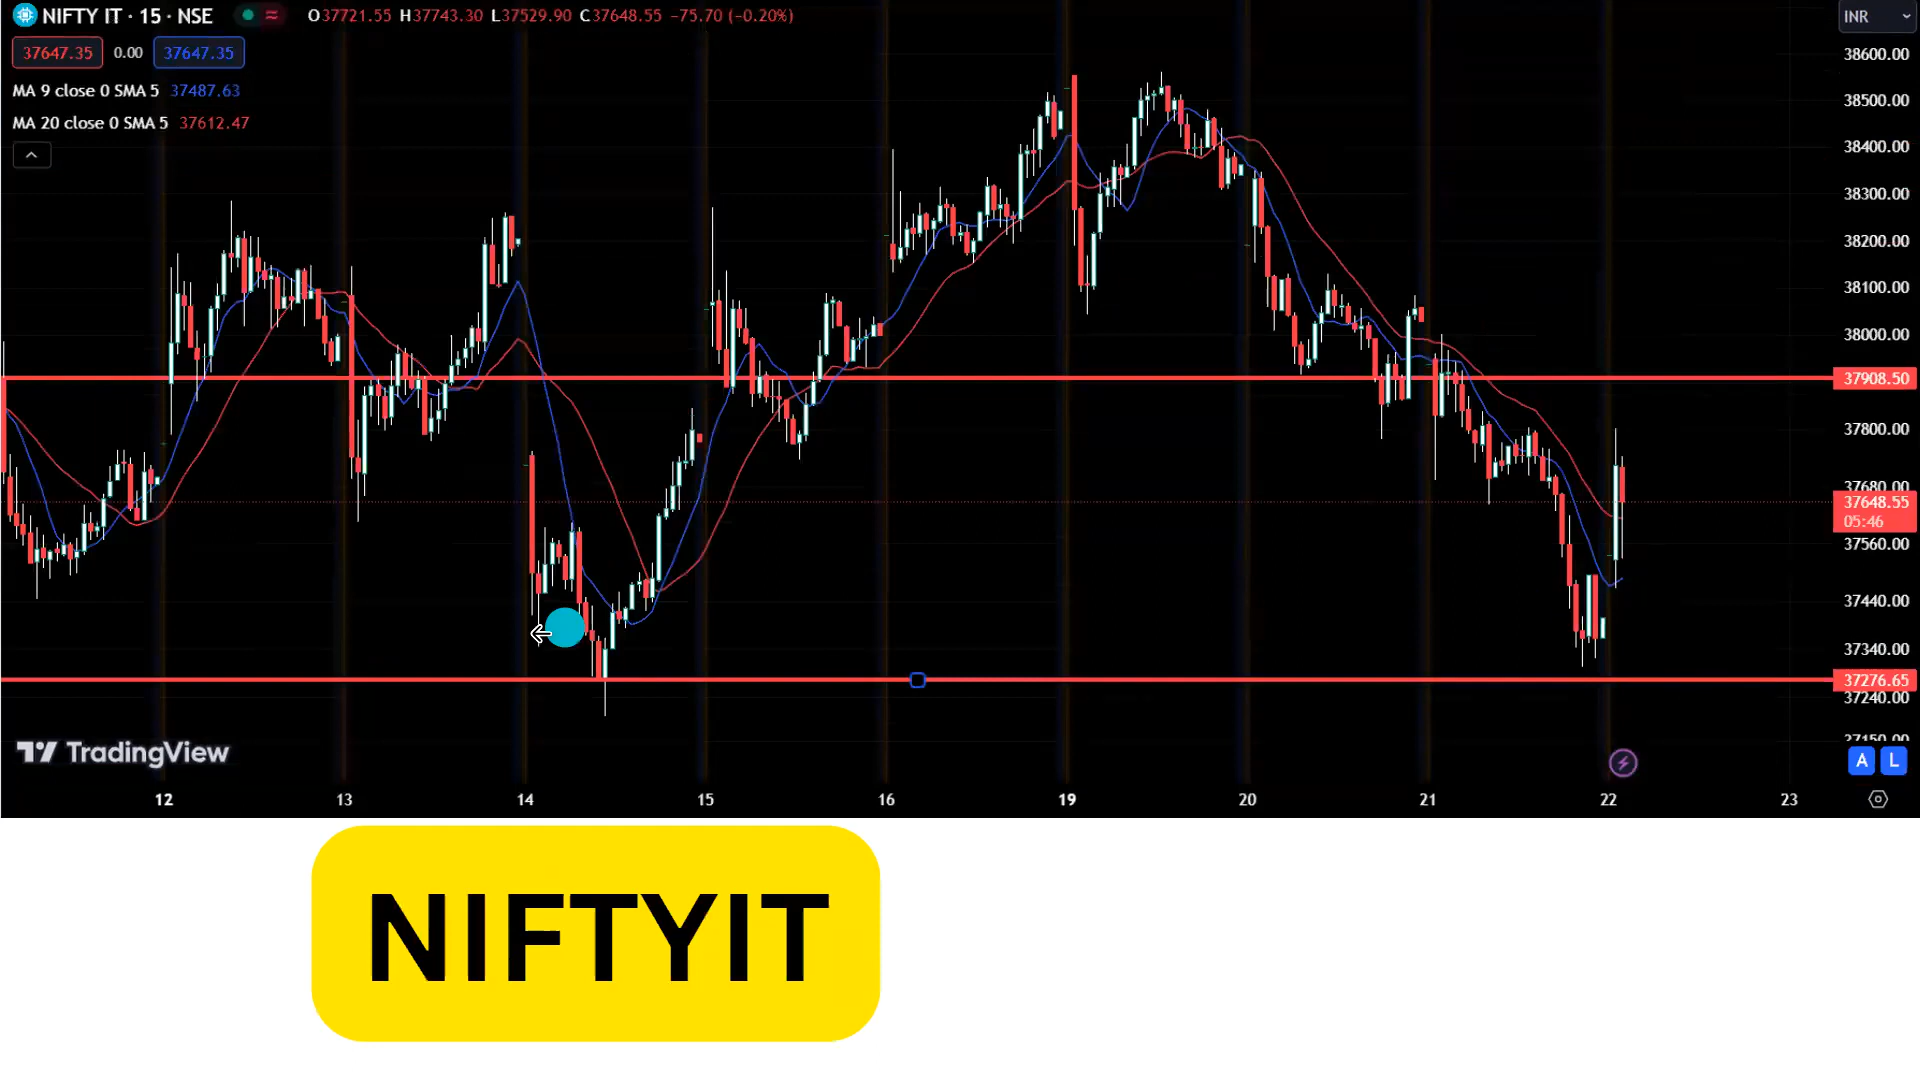 NIFTY IT · 15 · NSE O37721.55 H37743.30 L37529.90 C37648.55 −75.70 (−0.20%)
37647.35 0.00 37647.35
MA 9 close 0 SMA 5 37487.63
MA 20 close 0 SMA 5 37612.47
INR
38600.00
38500.00
38400.00
38300.00
38200.00
38100.00
38000.00
37908.50
37800.00
37680.00
37648.55
05:46
37560.00
37440.00
37340.00
37276.65
37240.00
37150.00
TradingView
A L
12 13 14 15 16 19 20 21 22 23
NIFTYIT